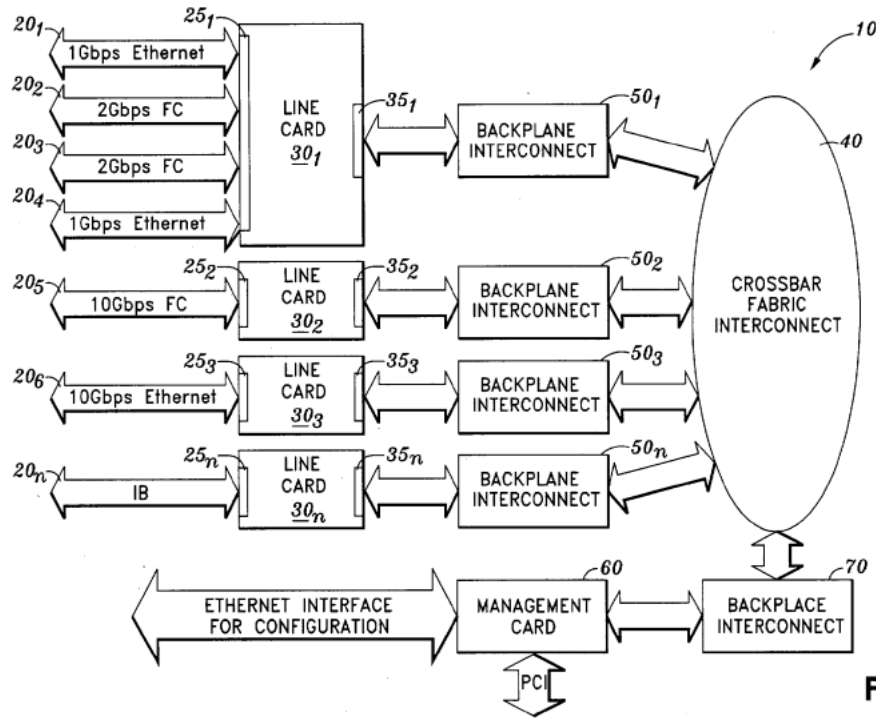 20₁
25₁
10
1Gbps Ethernet
20₂
2Gbps FC
LINE
CARD
30₁
35₁
50₁
BACKPLANE
INTERCONNECT
40
20₃
2Gbps FC
20₄
1Gbps Ethernet
20₅
25₂
10Gbps FC
LINE
CARD
30₂
35₂
50₂
BACKPLANE
INTERCONNECT
CROSSBAR
FABRIC
INTERCONNECT
20₆
25₃
10Gbps Ethernet
LINE
CARD
30₃
35₃
50₃
BACKPLANE
INTERCONNECT
20ₙ
25ₙ
IB
LINE
CARD
30ₙ
35ₙ
50ₙ
BACKPLANE
INTERCONNECT
ETHERNET INTERFACE
FOR CONFIGURATION
60
MANAGEMENT
CARD
70
BACKPLACE
INTERCONNECT
PCI
F